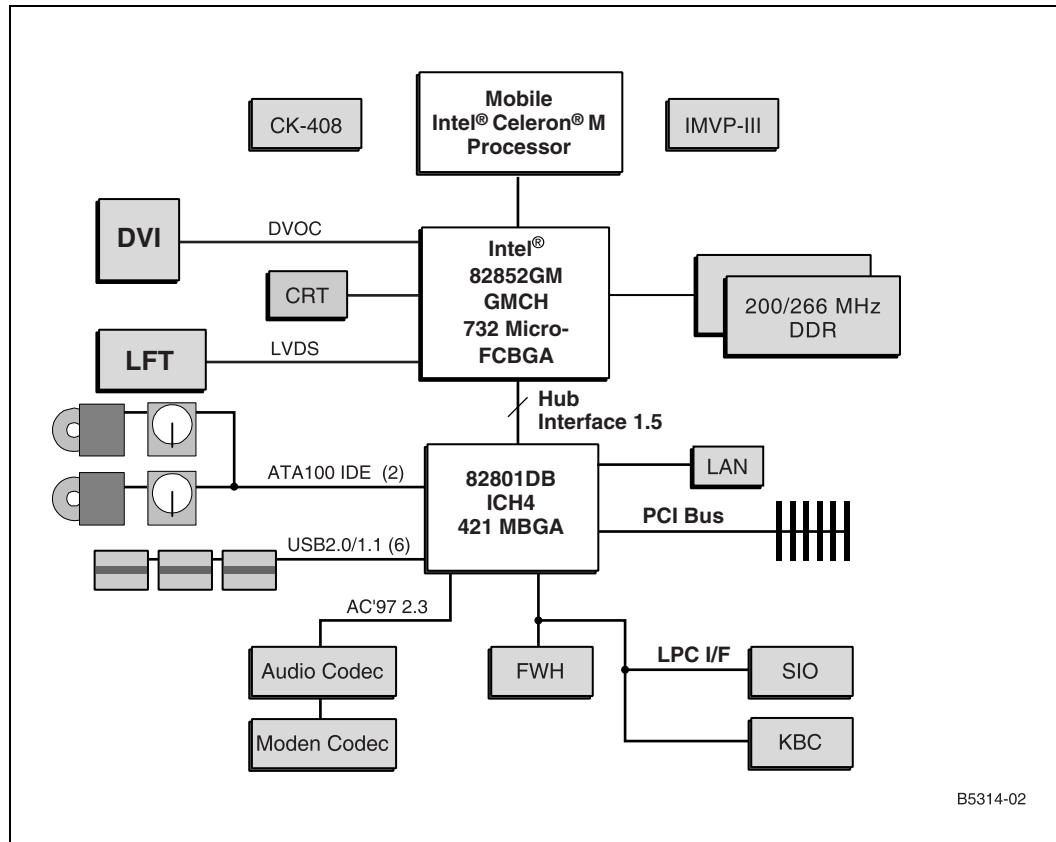 Mobile
Intel® Celeron® M
Processor
CK-408
IMVP-III
DVI
DVOC
Intel®
82852GM
GMCH
732 Micro-
FCBGA
CRT
200/266 MHz
DDR
LFT
LVDS
Hub
Interface 1.5
ATA100 IDE (2)
82801DB
ICH4
421 MBGA
LAN
PCI Bus
USB2.0/1.1 (6)
AC'97 2.3
Audio Codec
FWH
LPC I/F
SIO
Moden Codec
KBC
B5314-02